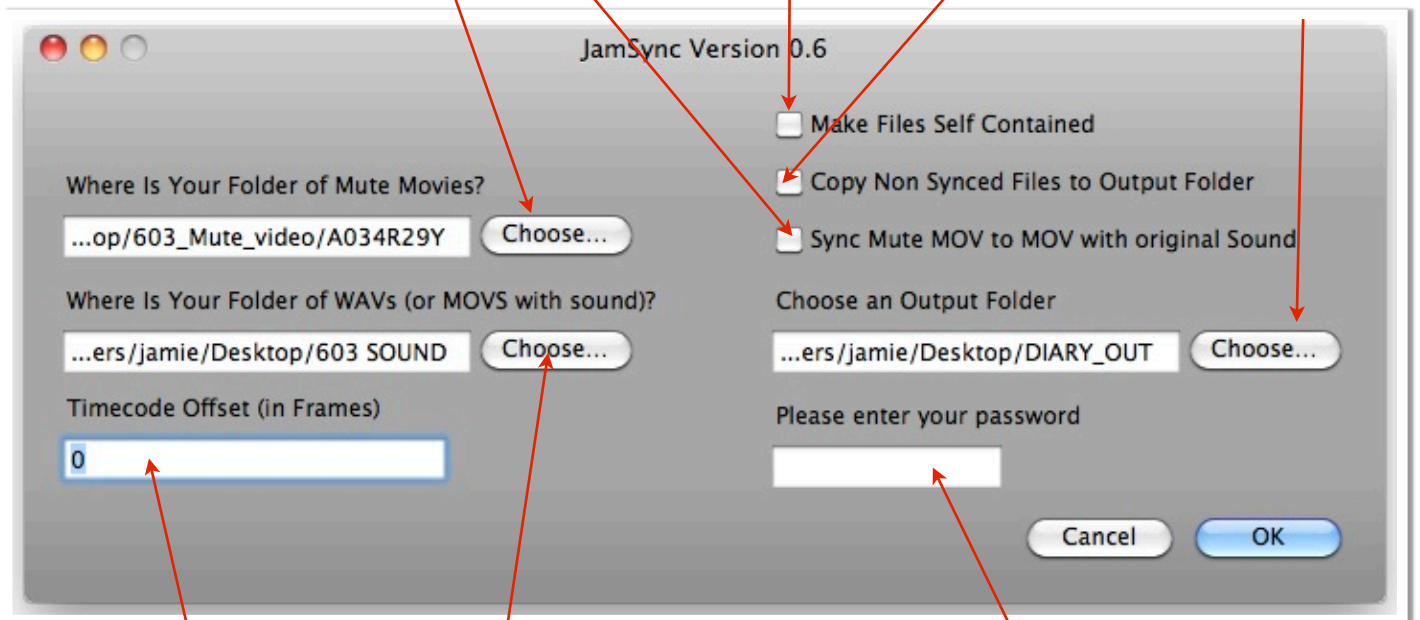 JamSync Version 0.6
Make Files Self Contained
Where Is Your Folder of Mute Movies?
Copy Non Synced Files to Output Folder
...op/603_Mute_video/A034R29Y
Choose...
Sync Mute MOV to MOV with original Sound
Where Is Your Folder of WAVs (or MOVS with sound)?
Choose an Output Folder
...ers/jamie/Desktop/603 SOUND
Choose...
...ers/jamie/Desktop/DIARY_OUT
Choose...
Timecode Offset (in Frames)
Please enter your password
0
Cancel
OK